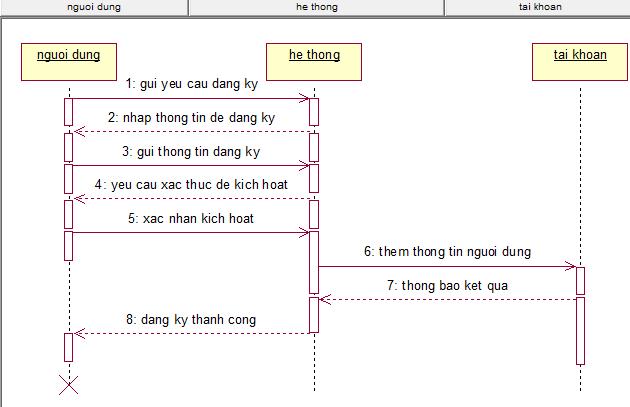 nguoi dung he thong tai khoan
nguoi dung he thong tai khoan
1: gui yeu cau dang ky
2: nhap thong tin de dang ky
3: gui thong tin dang ky
4: yeu cau xac thuc de kich hoat
5: xac nhan kich hoat
6: them thong tin nguoi dung
7: thong bao ket qua
8: dang ky thanh cong